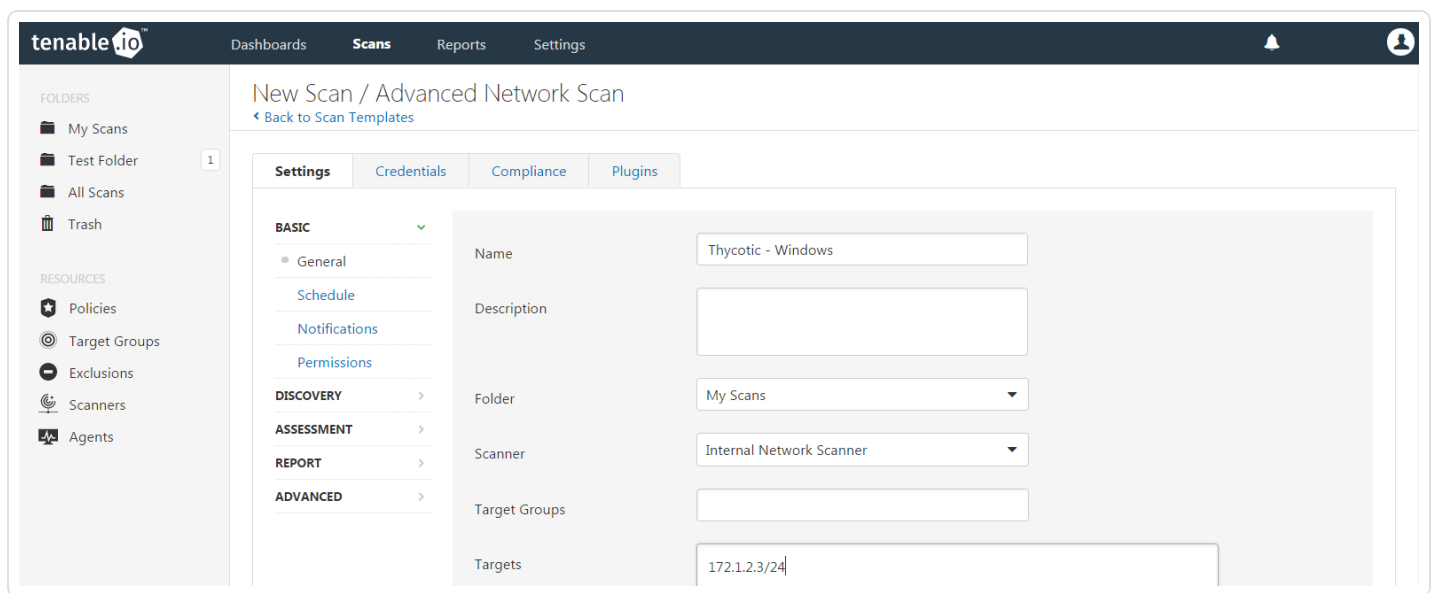 tenable.io™
Dashboards Scans Reports Settings
FOLDERS
My Scans
Test Folder 1
All Scans
Trash
RESOURCES
Policies
Target Groups
Exclusions
Scanners
Agents
New Scan / Advanced Network Scan
Back to Scan Templates
Settings Credentials Compliance Plugins
BASIC
General
Schedule
Notifications
Permissions
DISCOVERY
ASSESSMENT
REPORT
ADVANCED
Name Thycotic - Windows
Description
Folder My Scans
Scanner Internal Network Scanner
Target Groups
Targets 172.1.2.3/24